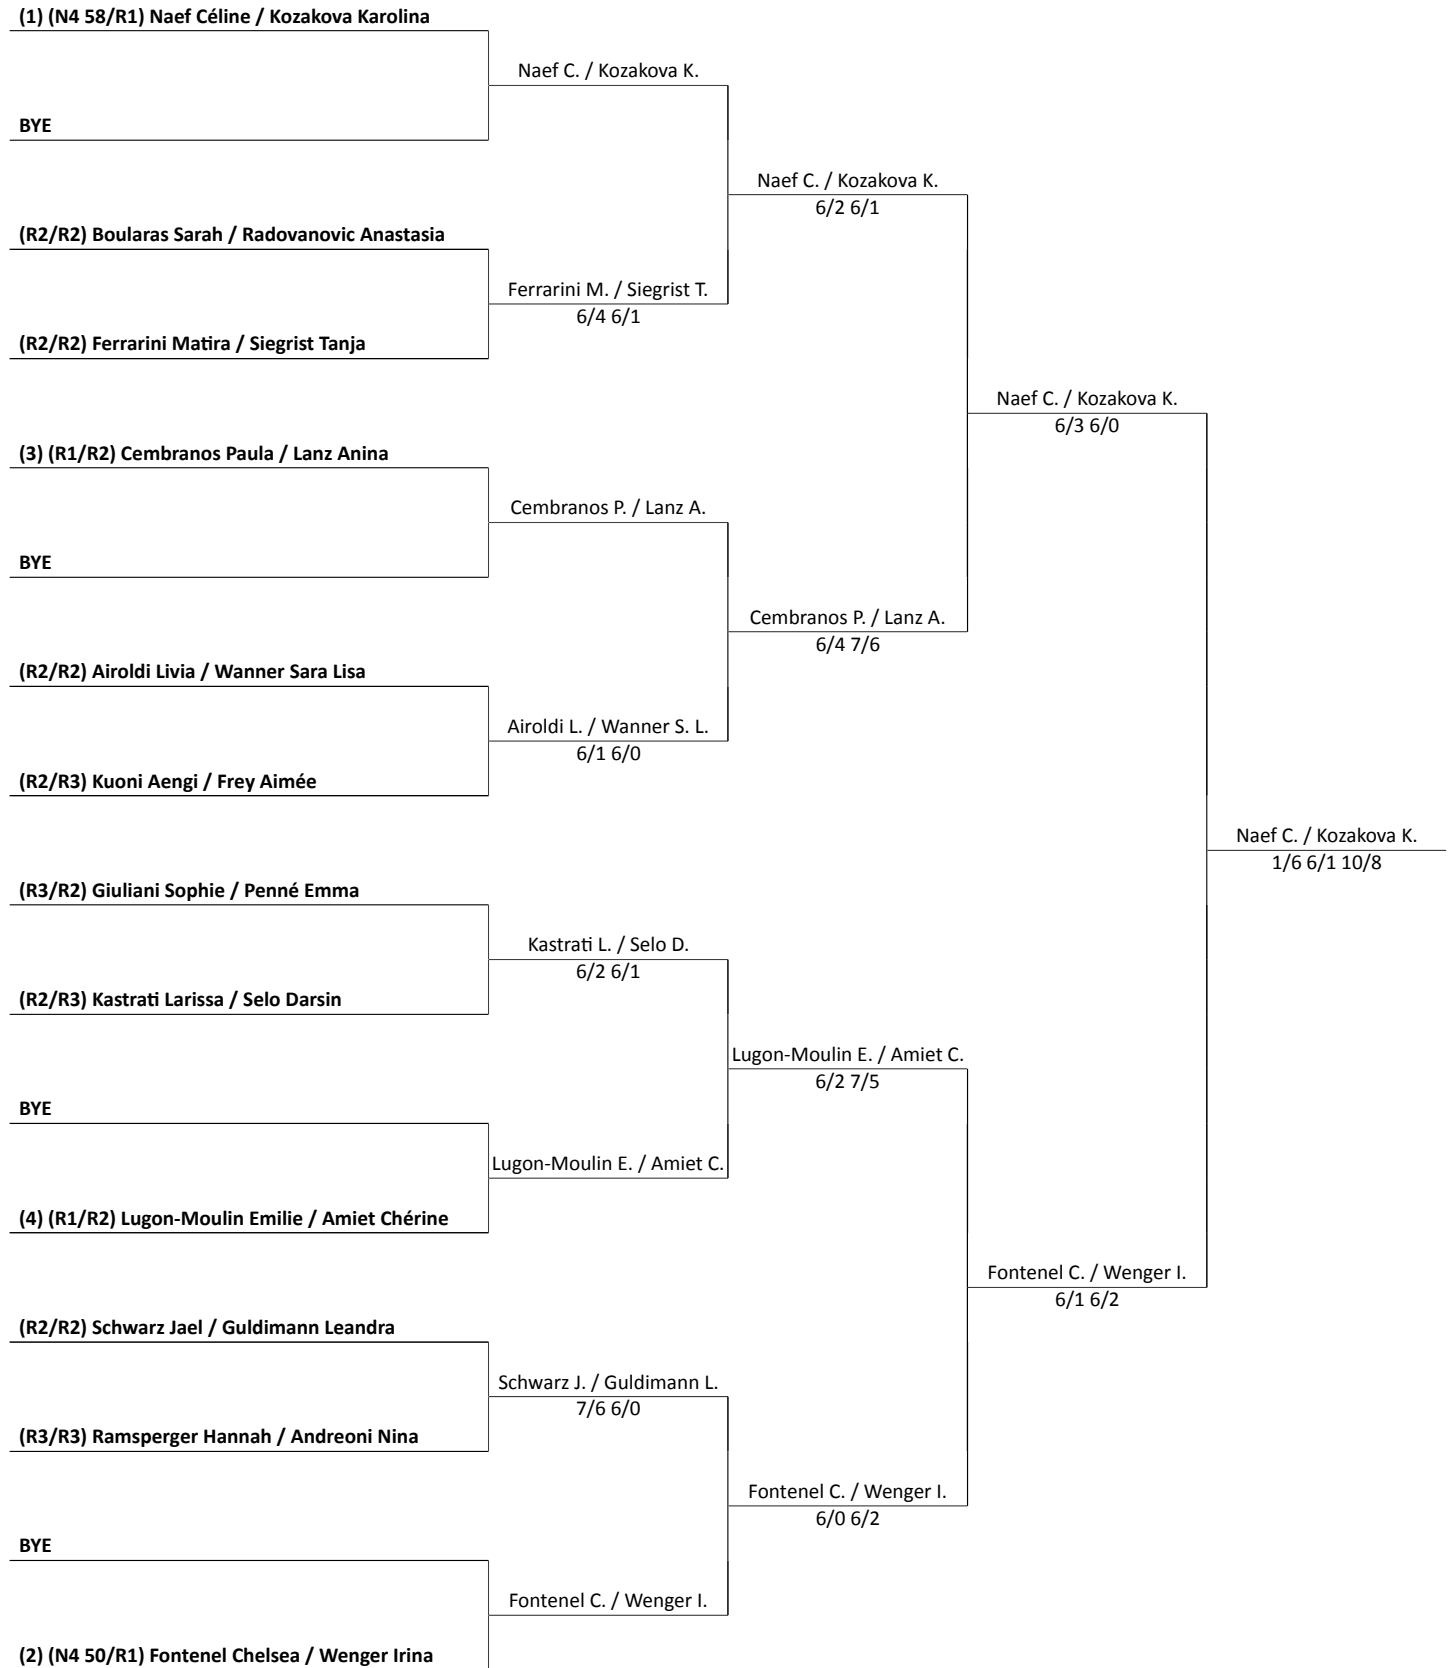 (1) (N4 58/R1) Naef Céline / Kozakova Karolina
Naef C. / Kozakova K.
BYE
Naef C. / Kozakova K.
6/2 6/1
(R2/R2) Boularas Sarah / Radovanovic Anastasia
Ferrarini M. / Siegrist T.
6/4 6/1
(R2/R2) Ferrarini Matira / Siegrist Tanja
Naef C. / Kozakova K.
6/3 6/0
(3) (R1/R2) Cembranos Paula / Lanz Anina
Cembranos P. / Lanz A.
BYE
Cembranos P. / Lanz A.
6/4 7/6
(R2/R2) Airoldi Livia / Wanner Sara Lisa
Airoldi L. / Wanner S. L.
6/1 6/0
(R2/R3) Kuoni Aengi / Frey Aimée
Naef C. / Kozakova K.
1/6 6/1 10/8
(R3/R2) Giuliani Sophie / Penné Emma
Kastrati L. / Selo D.
6/2 6/1
(R2/R3) Kastrati Larissa / Selo Darsin
Lugon-Moulin E. / Amiet C.
6/2 7/5
BYE
Lugon-Moulin E. / Amiet C.
(4) (R1/R2) Lugon-Moulin Emilie / Amiet Chérine
Fontenel C. / Wenger I.
6/1 6/2
(R2/R2) Schwarz Jael / Guldimann Leandra
Schwarz J. / Guldimann L.
7/6 6/0
(R3/R3) Ramsperger Hannah / Andreoni Nina
Fontenel C. / Wenger I.
6/0 6/2
BYE
Fontenel C. / Wenger I.
(2) (N4 50/R1) Fontenel Chelsea / Wenger Irina